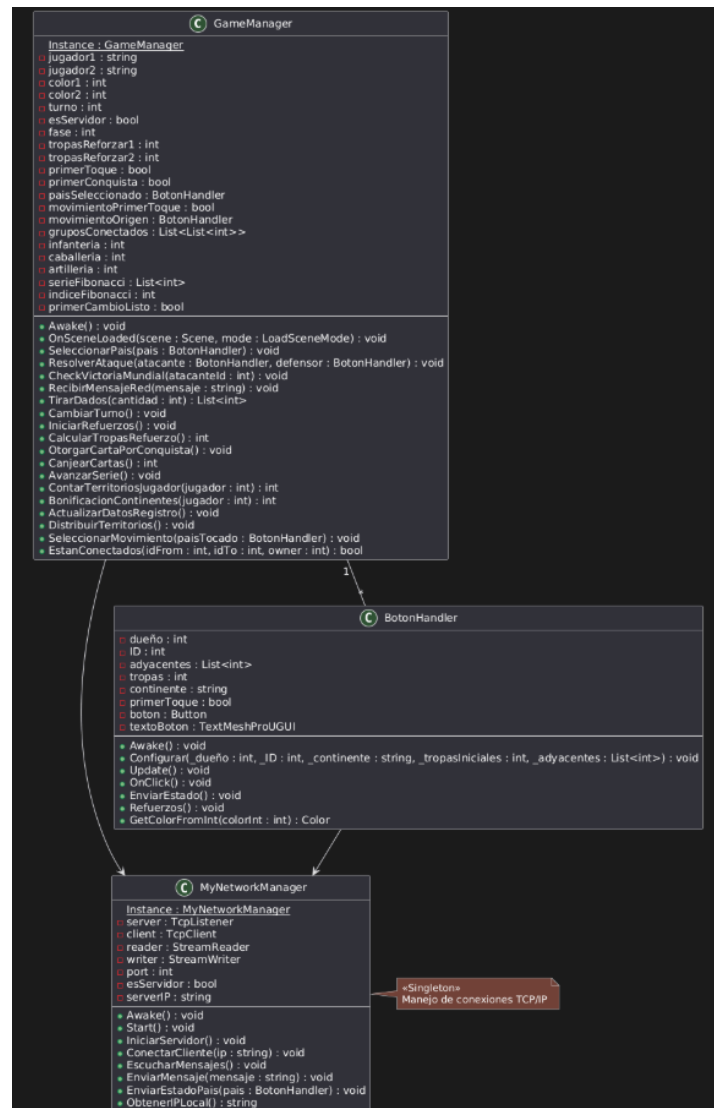 C GameManager
Instance : GameManager
jugador1 : string
jugador2 : string
color1 : int
color2 : int
turno : int
esServidor : bool
fase : int
tropasReforzar1 : int
tropasReforzar2 : int
primerToque : bool
primerConquista : bool
paisSeleccionado : BotonHandler
movimientoPrimerToque : bool
movimientoOrigen : BotonHandler
gruposConectados : List<List<int>>
infanteria : int
caballeria : int
artilleria : int
serieFibonacci : List<int>
indiceFibonacci : int
primerCambioListo : bool
Awake() : void
OnSceneLoaded(scene : Scene, mode : LoadSceneMode) : void
SeleccionarPais(pais : BotonHandler) : void
ResolverAtaque(atacante : BotonHandler, defensor : BotonHandler) : void
CheckVictoriaMundial(atacanteId : int) : void
RecibirMensajeRed(mensaje : string) : void
TirarDados(cantidad : int) : List<int>
CambiarTurno() : void
IniciarRefuerzos() : void
CalcularTropasRefuerzo() : int
OtorgarCartaPorConquista() : void
CanjearCartas() : int
AvanzarSerie() : void
ContarTerritoriosJugador(jugador : int) : int
BonificacionContinentes(jugador : int) : int
ActualizarDatosRegistro() : void
DistribuirTerritorios() : void
SeleccionarMovimiento(paisTocado : BotonHandler) : void
EstanConectados(idFrom : int, idTo : int, owner : int) : bool
1
*
C BotonHandler
dueño : int
ID : int
adyacentes : List<int>
tropas : int
continente : string
primerToque : bool
boton : Button
textoBoton : TextMeshProUGUI
Awake() : void
Configurar(_dueño : int, _ID : int, _continente : string, _tropasIniciales : int, _adyacentes : List<int>) : void
Update() : void
OnClick() : void
EnviarEstado() : void
Refuerzos() : void
GetColorFromInt(colorInt : int) : Color
C MyNetworkManager
Instance : MyNetworkManager
server : TcpListener
client : TcpClient
reader : StreamReader
writer : StreamWriter
port : int
esServidor : bool
serverIP : string
Awake() : void
Start() : void
IniciarServidor() : void
ConectarCliente(ip : string) : void
EscucharMensajes() : void
EnviarMensaje(mensaje : string) : void
EnviarEstadoPais(pais : BotonHandler) : void
ObtenerIPLocal() : string
«Singleton»
Manejo de conexiones TCP/IP